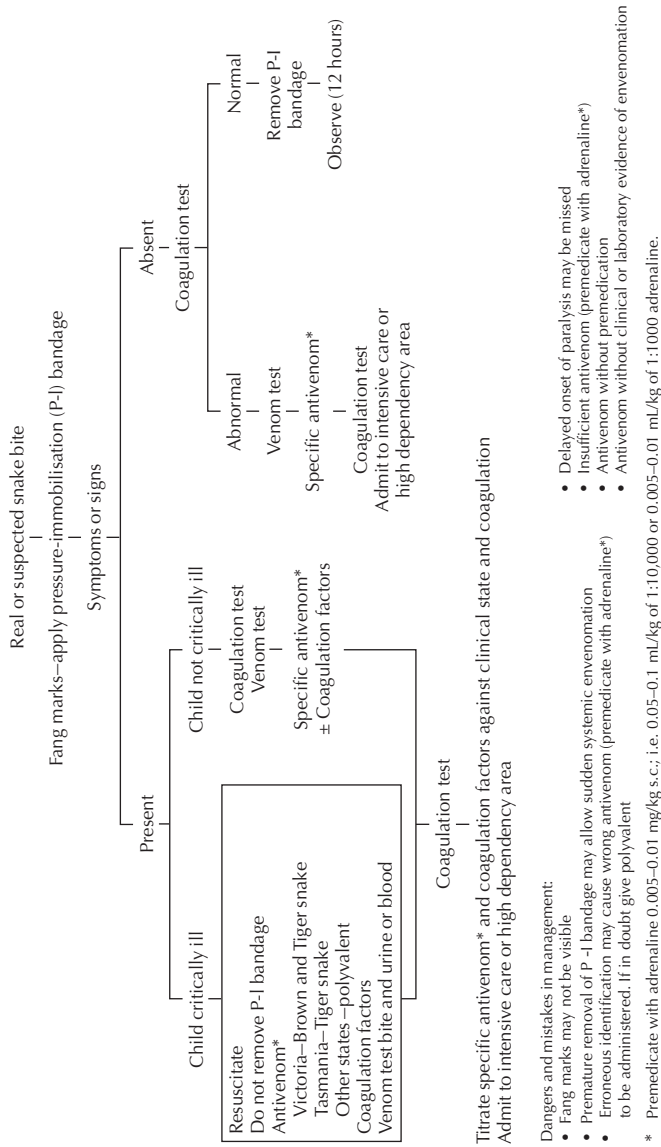 Real or suspected snake bite
Fang marks–apply pressure-immobilisation (P-I) bandage
Symptoms or signs
Present
Absent
Child critically ill
Child not critically ill
Coagulation test
Resuscitate
Do not remove P-I bandage
Antivenom*
Victoria–Brown and Tiger snake
Tasmania–Tiger snake
Other states –polyvalent
Coagulation factors
Venom test bite and urine or blood
Coagulation test
Venom test
Specific antivenom*
± Coagulation factors
Abnormal
Venom test
Specific antivenom*
Coagulation test
Admit to intensive care or
high dependency area
Normal
Remove P-I
bandage
Observe (12 hours)
Coagulation test
Titrate specific antivenom* and coagulation factors against clinical state and coagulation
Admit to intensive care or high dependency area
Dangers and mistakes in management:
• Fang marks may not be visible
• Premature removal of P -I bandage may allow sudden systemic envenomation
• Erroneous identification may cause wrong antivenom (premedicate with adrenaline*)
to be administered. If in doubt give polyvalent
• Delayed onset of paralysis may be missed
• Insufficient antivenom (premedicate with adrenaline*)
• Antivenom without premedication
• Antivenom without clinical or laboratory evidence of envenomation
* Premedicate with adrenaline 0.005–0.01 mg/kg s.c.; i.e. 0.05–0.1 mL/kg of 1:10,000 or 0.005–0.01 mL/kg of 1:1000 adrenaline.